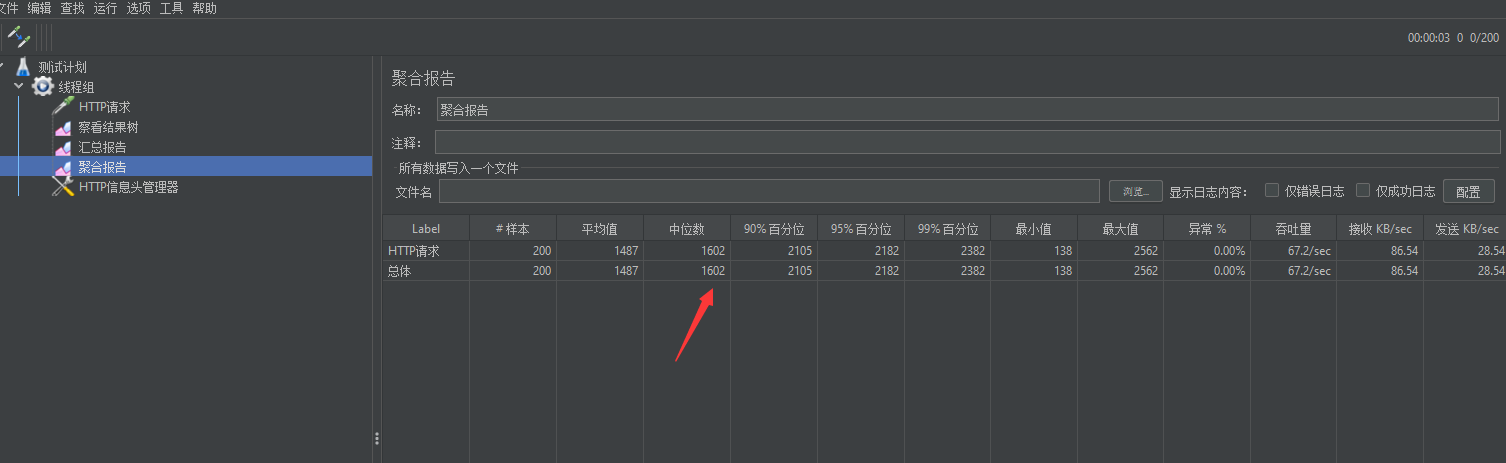 文件 编辑 查找 运行 选项 工具 帮助
00:00:03 0 0/200
测试计划
线程组
HTTP请求
察看结果树
汇总报告
聚合报告
HTTP信息头管理器
聚合报告
名称: 聚合报告
注释:
所有数据写入一个文件
文件名 浏览... 显示日志内容: 仅错误日志 仅成功日志 配置
Label # 样本 平均值 中位数 90% 百分位 95% 百分位 99% 百分位 最小值 最大值 异常 % 吞吐量 接收 KB/sec 发送 KB/sec
HTTP请求 200 1487 1602 2105 2182 2382 138 2562 0.00% 67.2/sec 86.54 28.54
总体 200 1487 1602 2105 2182 2382 138 2562 0.00% 67.2/sec 86.54 28.54